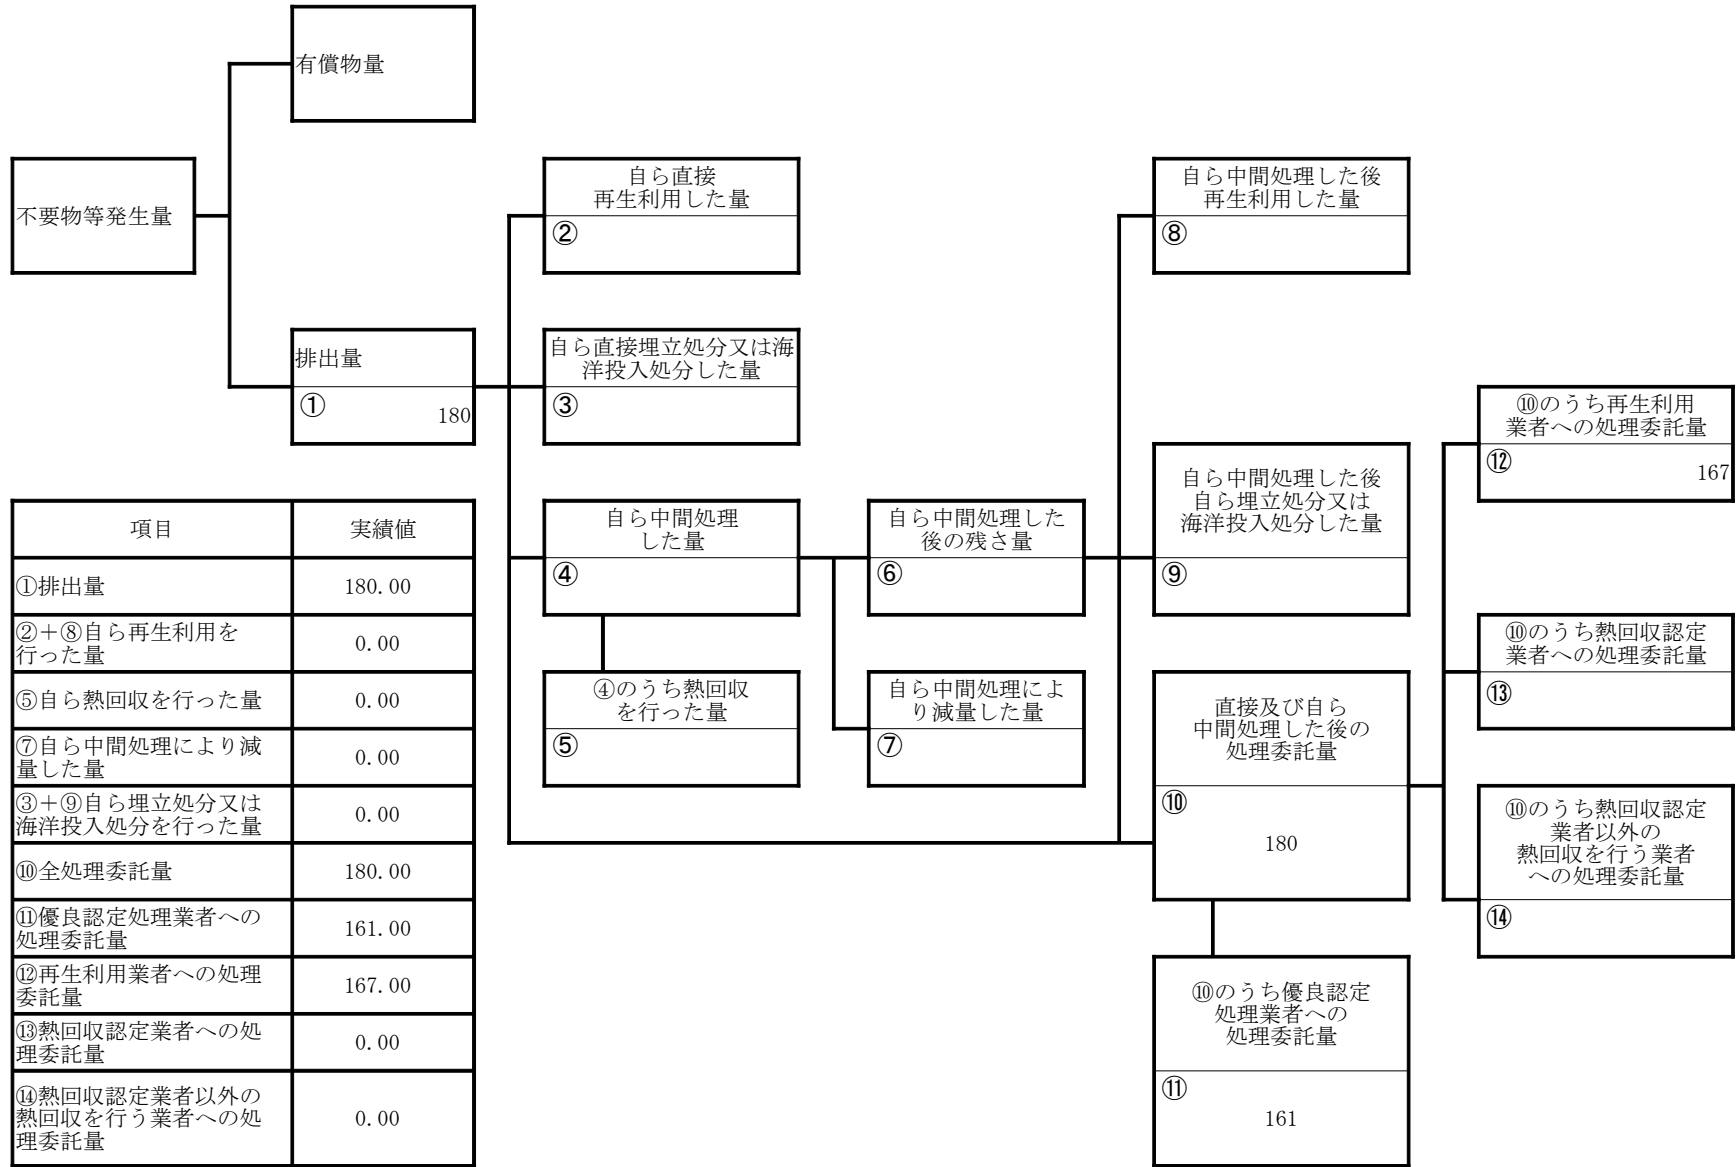 有償物量
不要物等発生量
自ら直接
再生利用した量
②
自ら中間処理した後
再生利用した量
⑧
排出量
①
180
自ら直接埋立処分又は海
洋投入処分した量
③
⑩のうち再生利用
業者への処理委託量
⑫
167
自ら中間処理
した量
④
自ら中間処理した
後の残さ量
⑥
自ら中間処理した後
自ら埋立処分又は
海洋投入処分した量
⑨
⑩のうち熱回収認定
業者への処理委託量
⑬
④のうち熱回収
を行った量
⑤
自ら中間処理によ
り減量した量
⑦
直接及び自ら
中間処理した後の
処理委託量
⑩
180
⑩のうち熱回収認定
業者以外の
熱回収を行う業者
への処理委託量
⑭
⑩のうち優良認定
処理業者への
処理委託量
⑪
161
項目
実績値
①排出量
180.00
②＋⑧自ら再生利用を
行った量
0.00
⑤自ら熱回収を行った量
0.00
⑦自ら中間処理により減
量した量
0.00
③＋⑨自ら埋立処分又は
海洋投入処分を行った量
0.00
⑩全処理委託量
180.00
⑪優良認定処理業者への
処理委託量
161.00
⑫再生利用業者への処理
委託量
167.00
⑬熱回収認定業者への処
理委託量
0.00
⑭熱回収認定業者以外の
熱回収を行う業者への処
理委託量
0.00